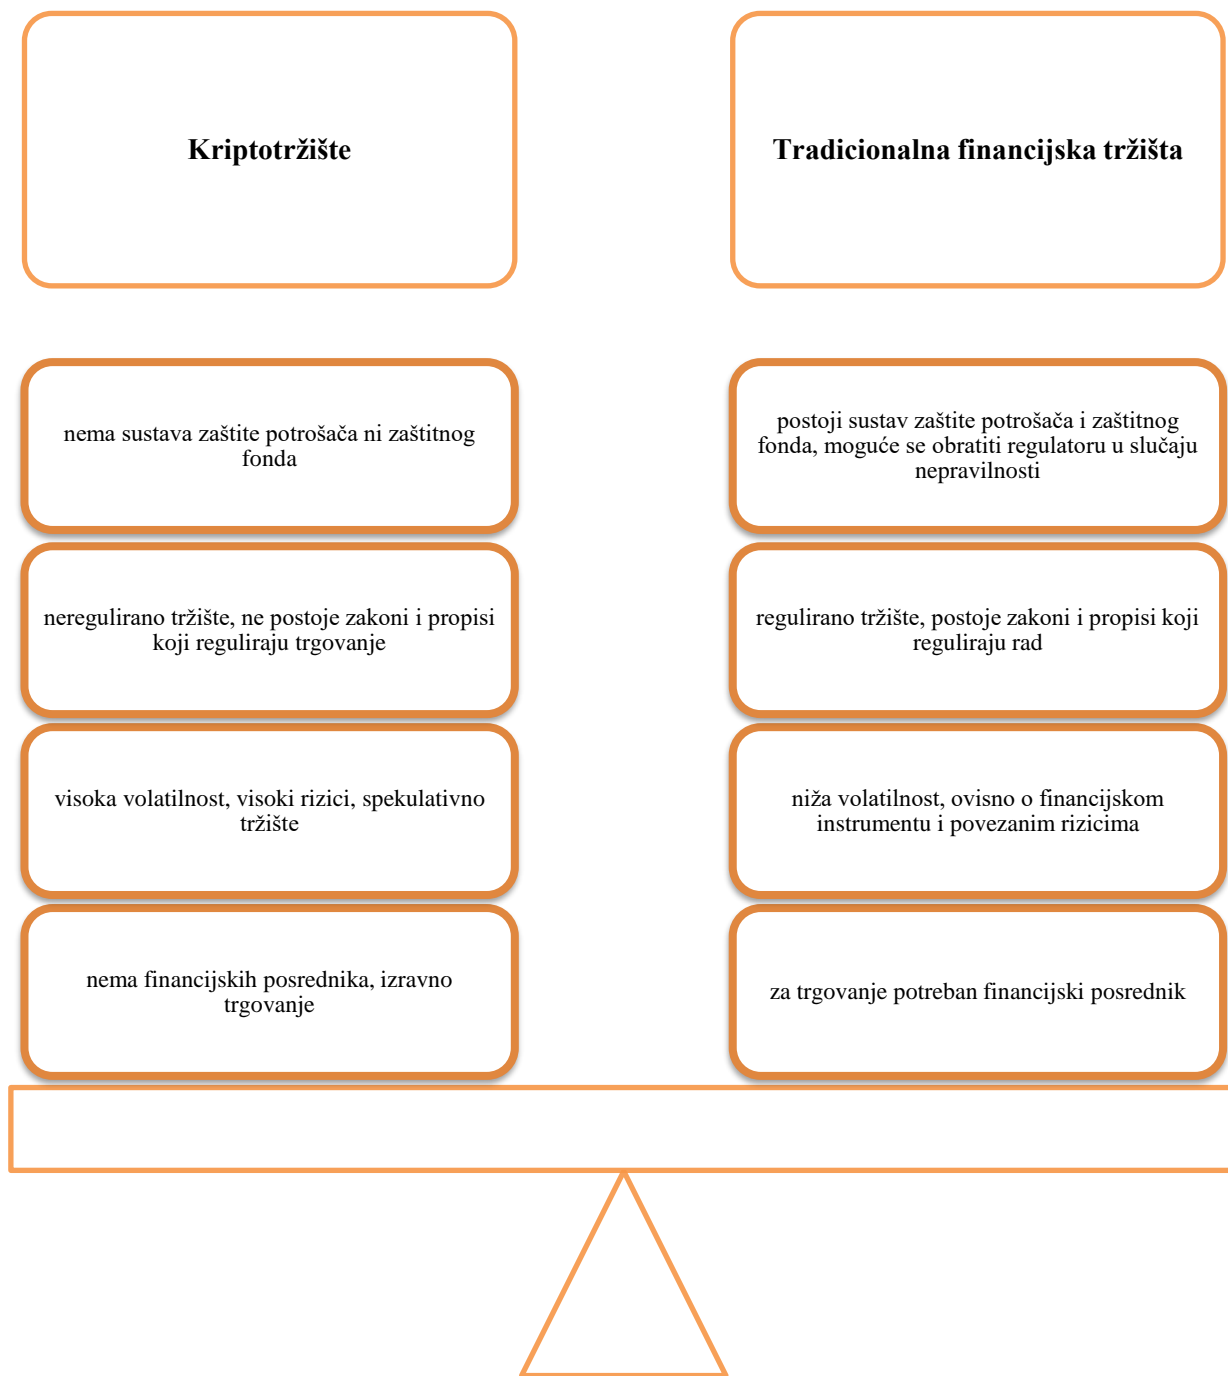 Kriptotržište
Tradicionalna financijska tržišta
nema sustava zaštite potrošača ni zaštitnog
fonda
postoji sustav zaštite potrošača i zaštitnog
fonda, moguće se obratiti regulatoru u slučaju
nepravilnosti
neregulirano tržište, ne postoje zakoni i propisi
koji reguliraju trgovanje
regulirano tržište, postoje zakoni i propisi koji
reguliraju rad
visoka volatilnost, visoki rizici, spekulativno
tržište
niža volatilnost, ovisno o financijskom
instrumentu i povezanim rizicima
nema financijskih posrednika, izravno
trgovanje
za trgovanje potreban financijski posrednik